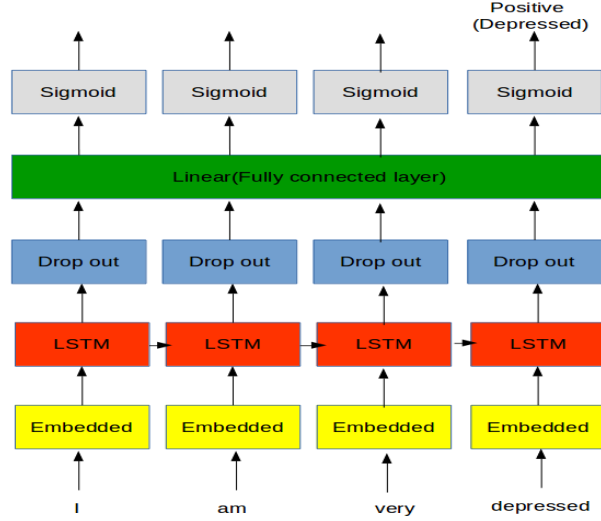 Positive
(Depressed)
Sigmoid Sigmoid Sigmoid Sigmoid
Linear(Fully connected layer)
Drop out Drop out Drop out Drop out
LSTM LSTM LSTM LSTM
Embedded Embedded Embedded Embedded
I am very depressed